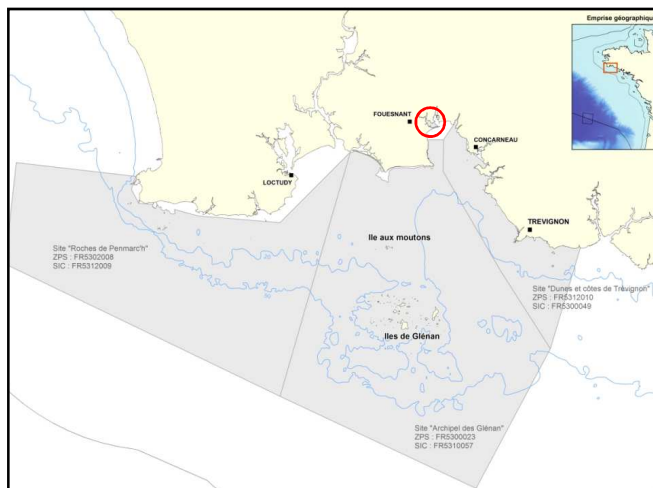 Emprise géographique
FOUESNANT
CONCARNEAU
LOCTUDY
TREVIGNON
Ile aux moutons
Site "Roches de Penmarc'h"
ZPS : FR5302008
SIC : FR5312009
Site "Dunes et côtes de Trévignon"
ZPS : FR5312010
SIC : FR5300049
Iles de Glénan
Site "Archipel des Glénan"
ZPS : FR5300023
SIC : FR5310057